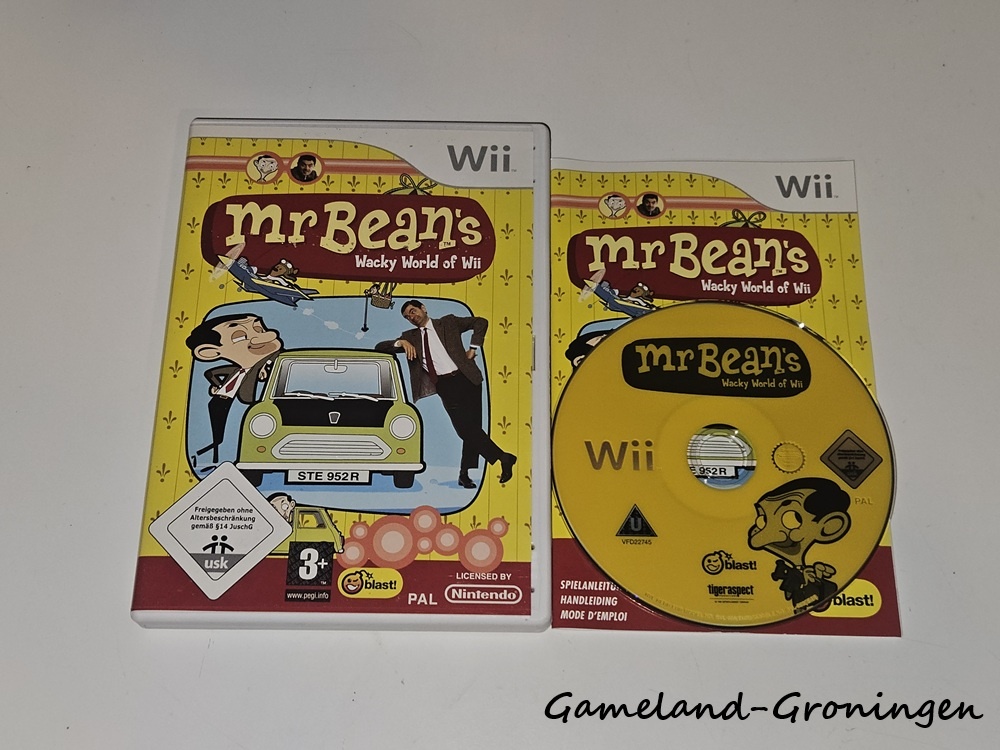 Wii
mr Bean's
Wacky World of Wii
STE 952R
Freigegeben ohne
Altersbeschränkung
gemäß §14 JuschG
usk
3+
www.pegi.info
blast!
PAL
LICENSED BY
Nintendo
Wii
mr Bean's
Wacky World of Wii
SPIELANLEITU
HANDLEIDING
MODE D'EMPLOI
blast!
mr Bean's
Wacky World of Wii
Wii
952R
PAL
U
VFD22745
blast!
tigeraspect
Gameland-Groningen